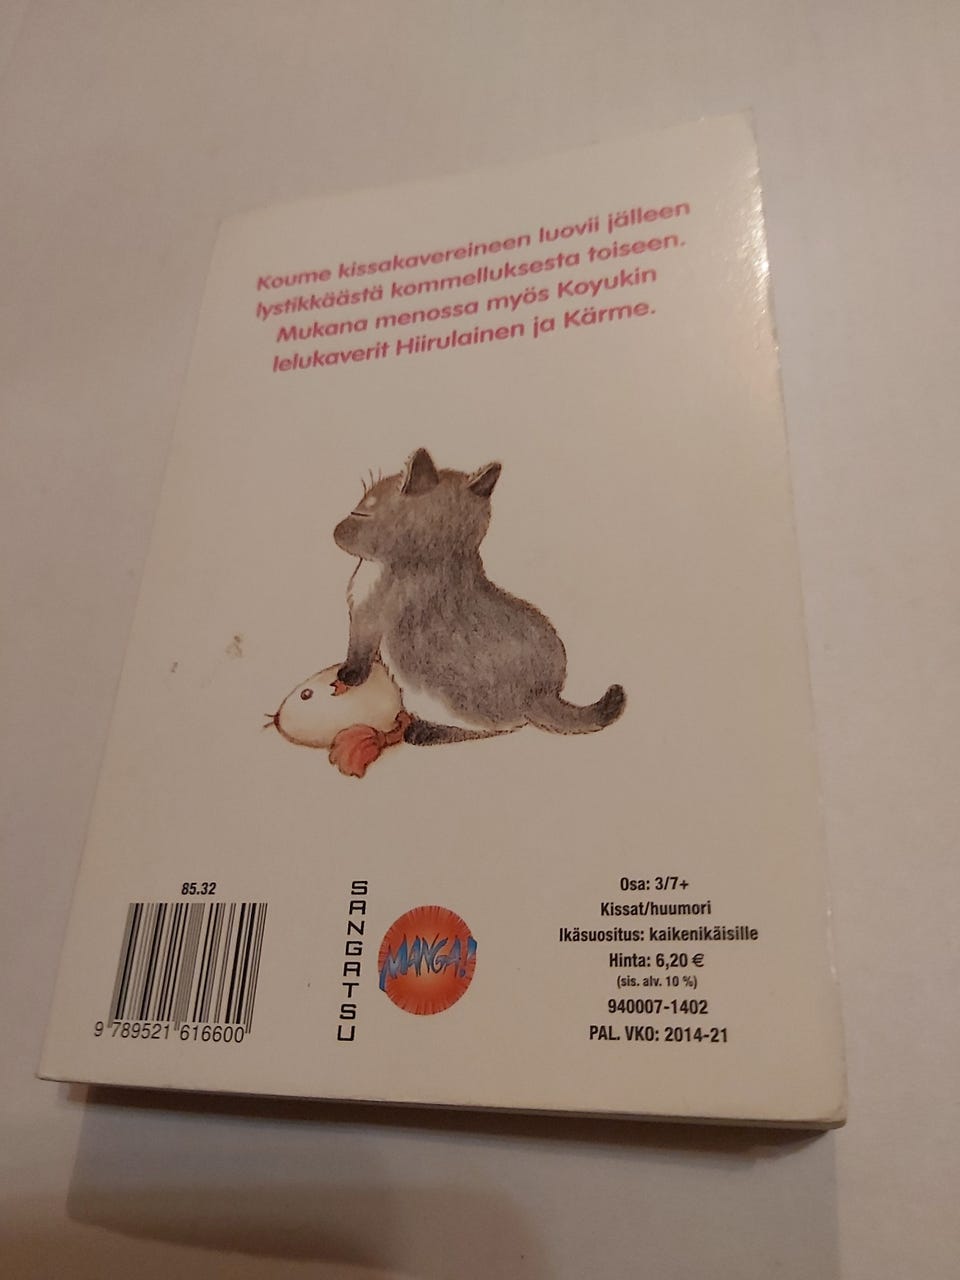 Koume kissakavereineen luovii jälleen
lystikkäästä kommelluksesta toiseen.
Mukana menossa myös Koyukin
lelukaverit Hiirulainen ja Kärme.
85.32
9 789521 616600
SANGATSU
MANGA!
Osa: 3/7+
Kissat/huumori
Ikäsuositus: kaikenikäisille
Hinta: 6,20 €
(sis. alv. 10 %)
940007-1402
PAL. VKO: 2014-21